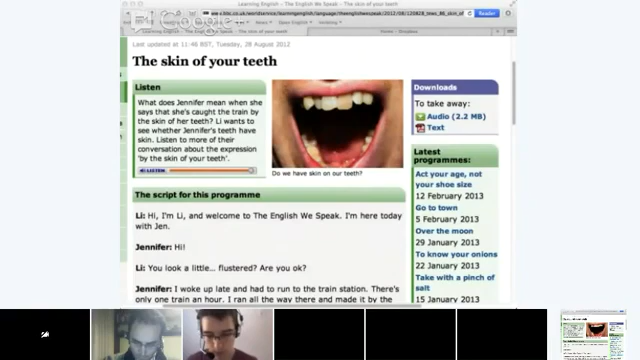 Learning English - The English We Speak - The skin of your teeth
Reader
News
Open English
Google+
Last updated at 11:46 BST, Tuesday, 28 August 2012
The skin of your teeth
Listen
What does Jennifer mean when she
says that she's caught the train by
the skin of her teeth? Li wants to
see whether Jennifer's teeth have
skin. Listen to more of their
conversation about the expression
'by the skin of your teeth'.
LISTEN
Do we have skin on our teeth?
Downloads
To take away:
Audio (2.2 MB)
Text
Latest
programmes:
Act your age, not
your shoe size
12 February 2013
Go to town
5 February 2013
Over the moon
29 January 2013
To know your onions
22 January 2013
Take with a pinch of
salt
15 January 2013
The script for this programme
Li: Hi, I'm Li, and welcome to The English We Speak. I'm here today
with Jen.
Jennifer: Hi!
Li: You look a little... flustered? Are you ok?
Jennifer: I woke up late and had to run to the train station. There's
only one train an hour. I ran all the way there and made it by the